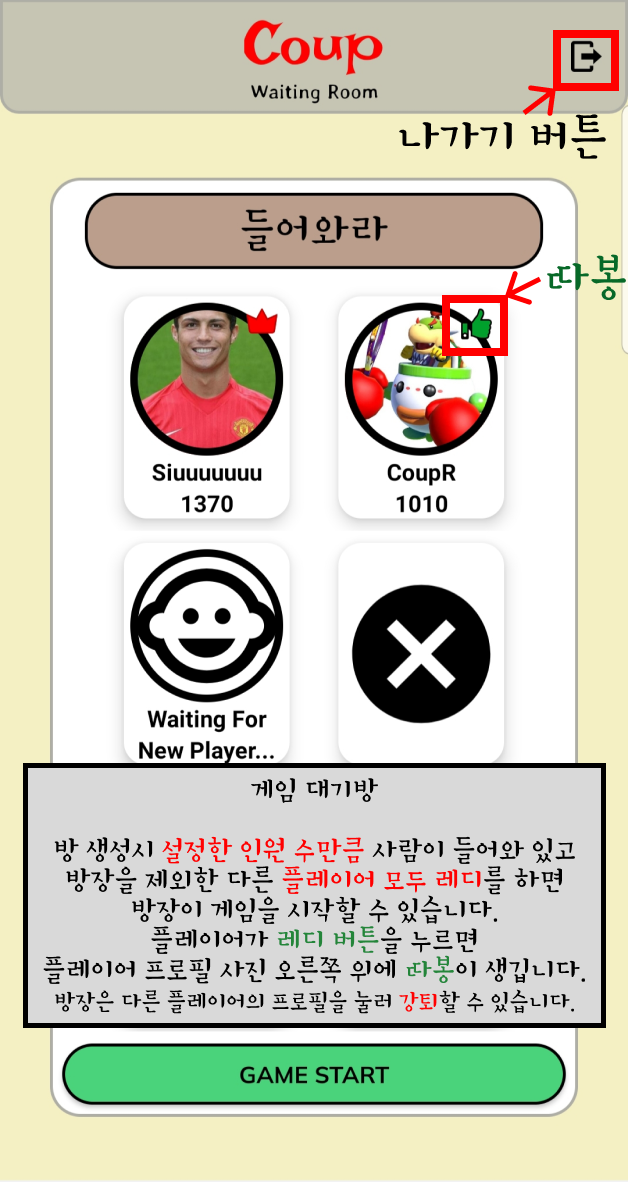 Coup
Waiting Room
나가기 버튼
들어와라
따봉
Siuuuuuuu
1370
CoupR
1010
Waiting For
New Player...
게임 대기방
방 생성시 설정한 인원 수만큼 사람이 들어와 있고
방장을 제외한 다른 플레이어 모두 레디를 하면
방장이 게임을 시작할 수 있습니다.
플레이어가 레디 버튼을 누르면
플레이어 프로필 사진 오른쪽 위에 따봉이 생깁니다.
방장은 다른 플레이어의 프로필을 눌러 강퇴할 수 있습니다.
GAME START